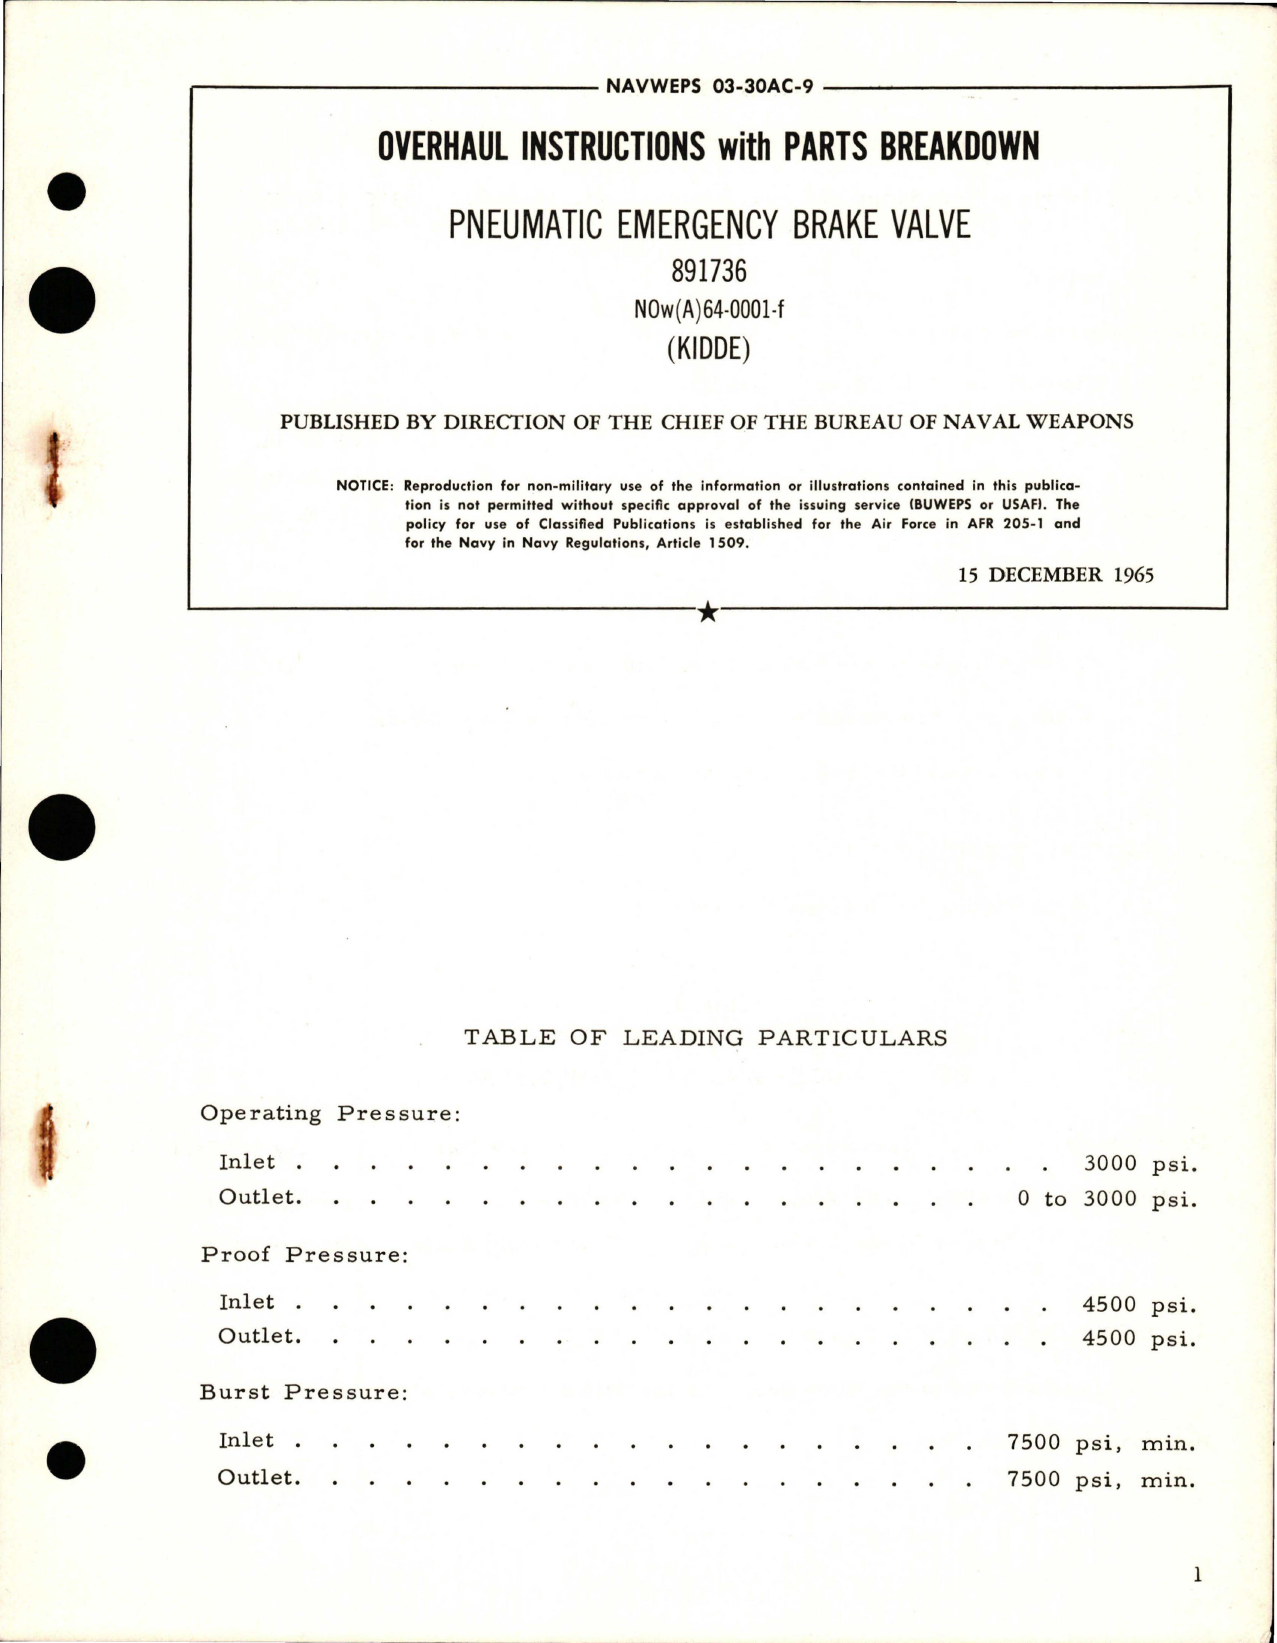 NAVWEPS 03-30AC-9
OVERHAUL INSTRUCTIONS with PARTS BREAKDOWN
PNEUMATIC EMERGENCY BRAKE VALVE
891736
NOw(A)64-0001-f
(KIDDE)
PUBLISHED BY DIRECTION OF THE CHIEF OF THE BUREAU OF NAVAL WEAPONS
NOTICE: Reproduction for non-military use of the information or illustrations contained in this publica-
tion is not permitted without specific approval of the issuing service (BUWEPS or USAF). The
policy for use of Classified Publications is established for the Air Force in AFR 205-1 and
for the Navy in Navy Regulations, Article 1509.
15 DECEMBER 1965
TABLE OF LEADING PARTICULARS
Operating Pressure:
Inlet . . . . . . . . . . . . . . . . . . . . . 3000 psi.
Outlet. . . . . . . . . . . . . . . . . . . 0 to 3000 psi.
Proof Pressure:
Inlet . . . . . . . . . . . . . . . . . . . . . 4500 psi.
Outlet. . . . . . . . . . . . . . . . . . . . . 4500 psi.
Burst Pressure:
Inlet . . . . . . . . . . . . . . . . . . . 7500 psi, min.
Outlet. . . . . . . . . . . . . . . . . . . 7500 psi, min.
1